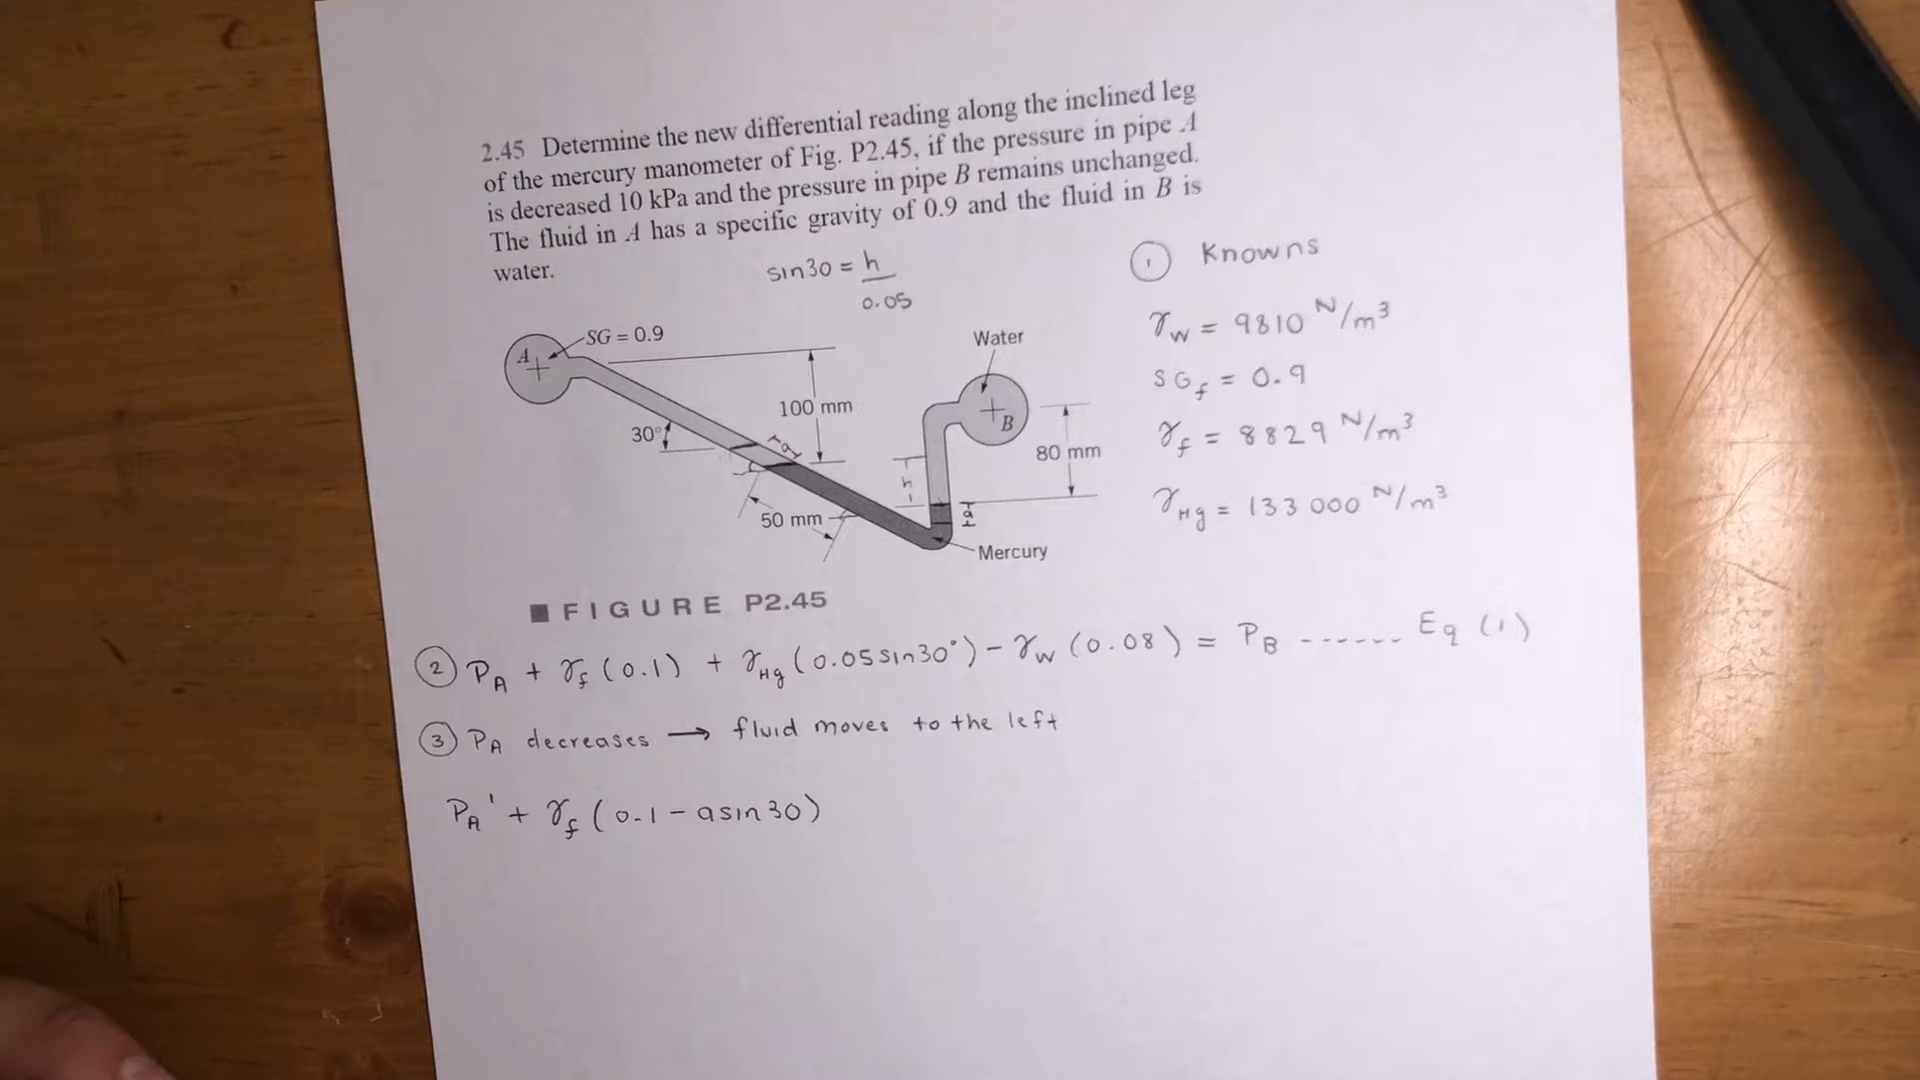 2.45 Determine the new differential reading along the inclined leg
of the mercury manometer of Fig. P2.45, if the pressure in pipe A
is decreased 10 kPa and the pressure in pipe B remains unchanged.
The fluid in A has a specific gravity of 0.9 and the fluid in B is
water.
sin30 = h
0.05
① Knowns
γw = 9810 N/m³
SGf = 0.9
γf = 8829 N/m³
γHg = 133 000 N/m³
SG = 0.9
A
Water
B
100 mm
30°
a
80 mm
h
a
50 mm
Mercury
■ FIGURE P2.45
② PA + γf (0.1) + γHg (0.05 sin30°) - γw (0.08) = PB ------ Eq (1)
③ PA decreases → fluid moves to the left
PA' + γf (0.1 - a sin 30)